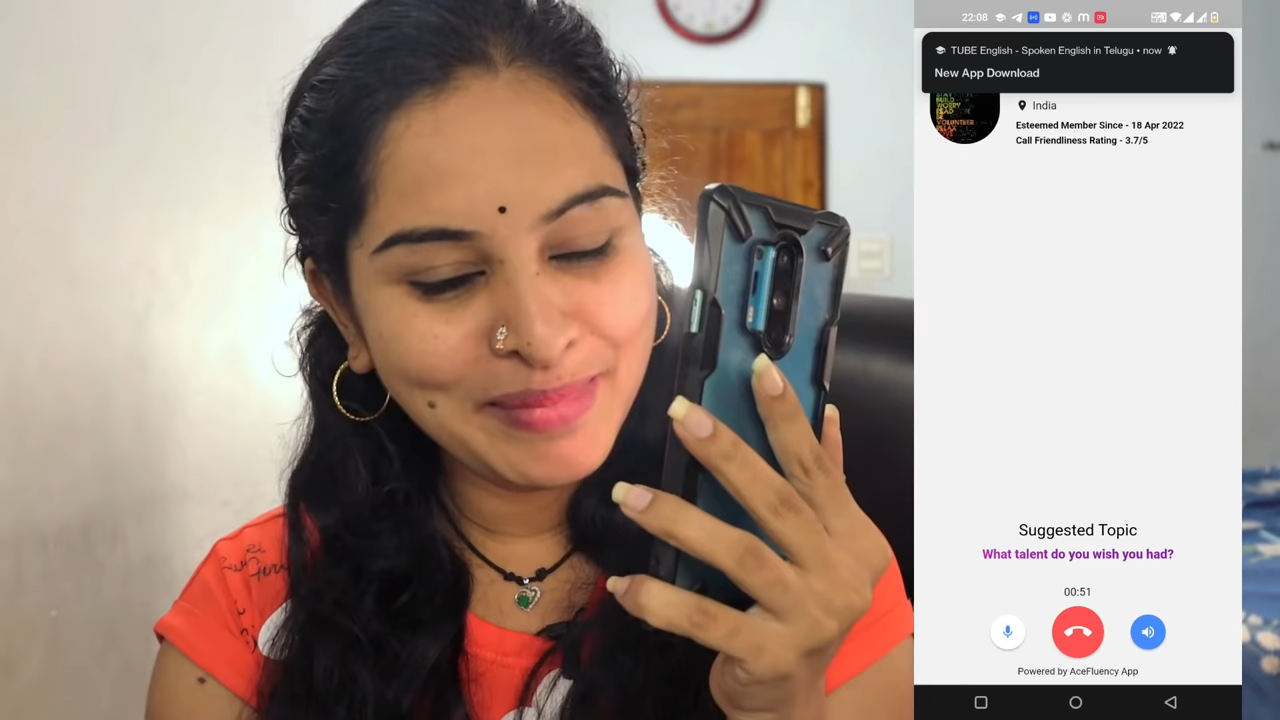 22:08
TUBE English - Spoken English in Telugu • now
New App Download
India
Esteemed Member Since - 18 Apr 2022
Call Friendliness Rating - 3.7/5
Suggested Topic
What talent do you wish you had?
00:51
Powered by AceFluency App